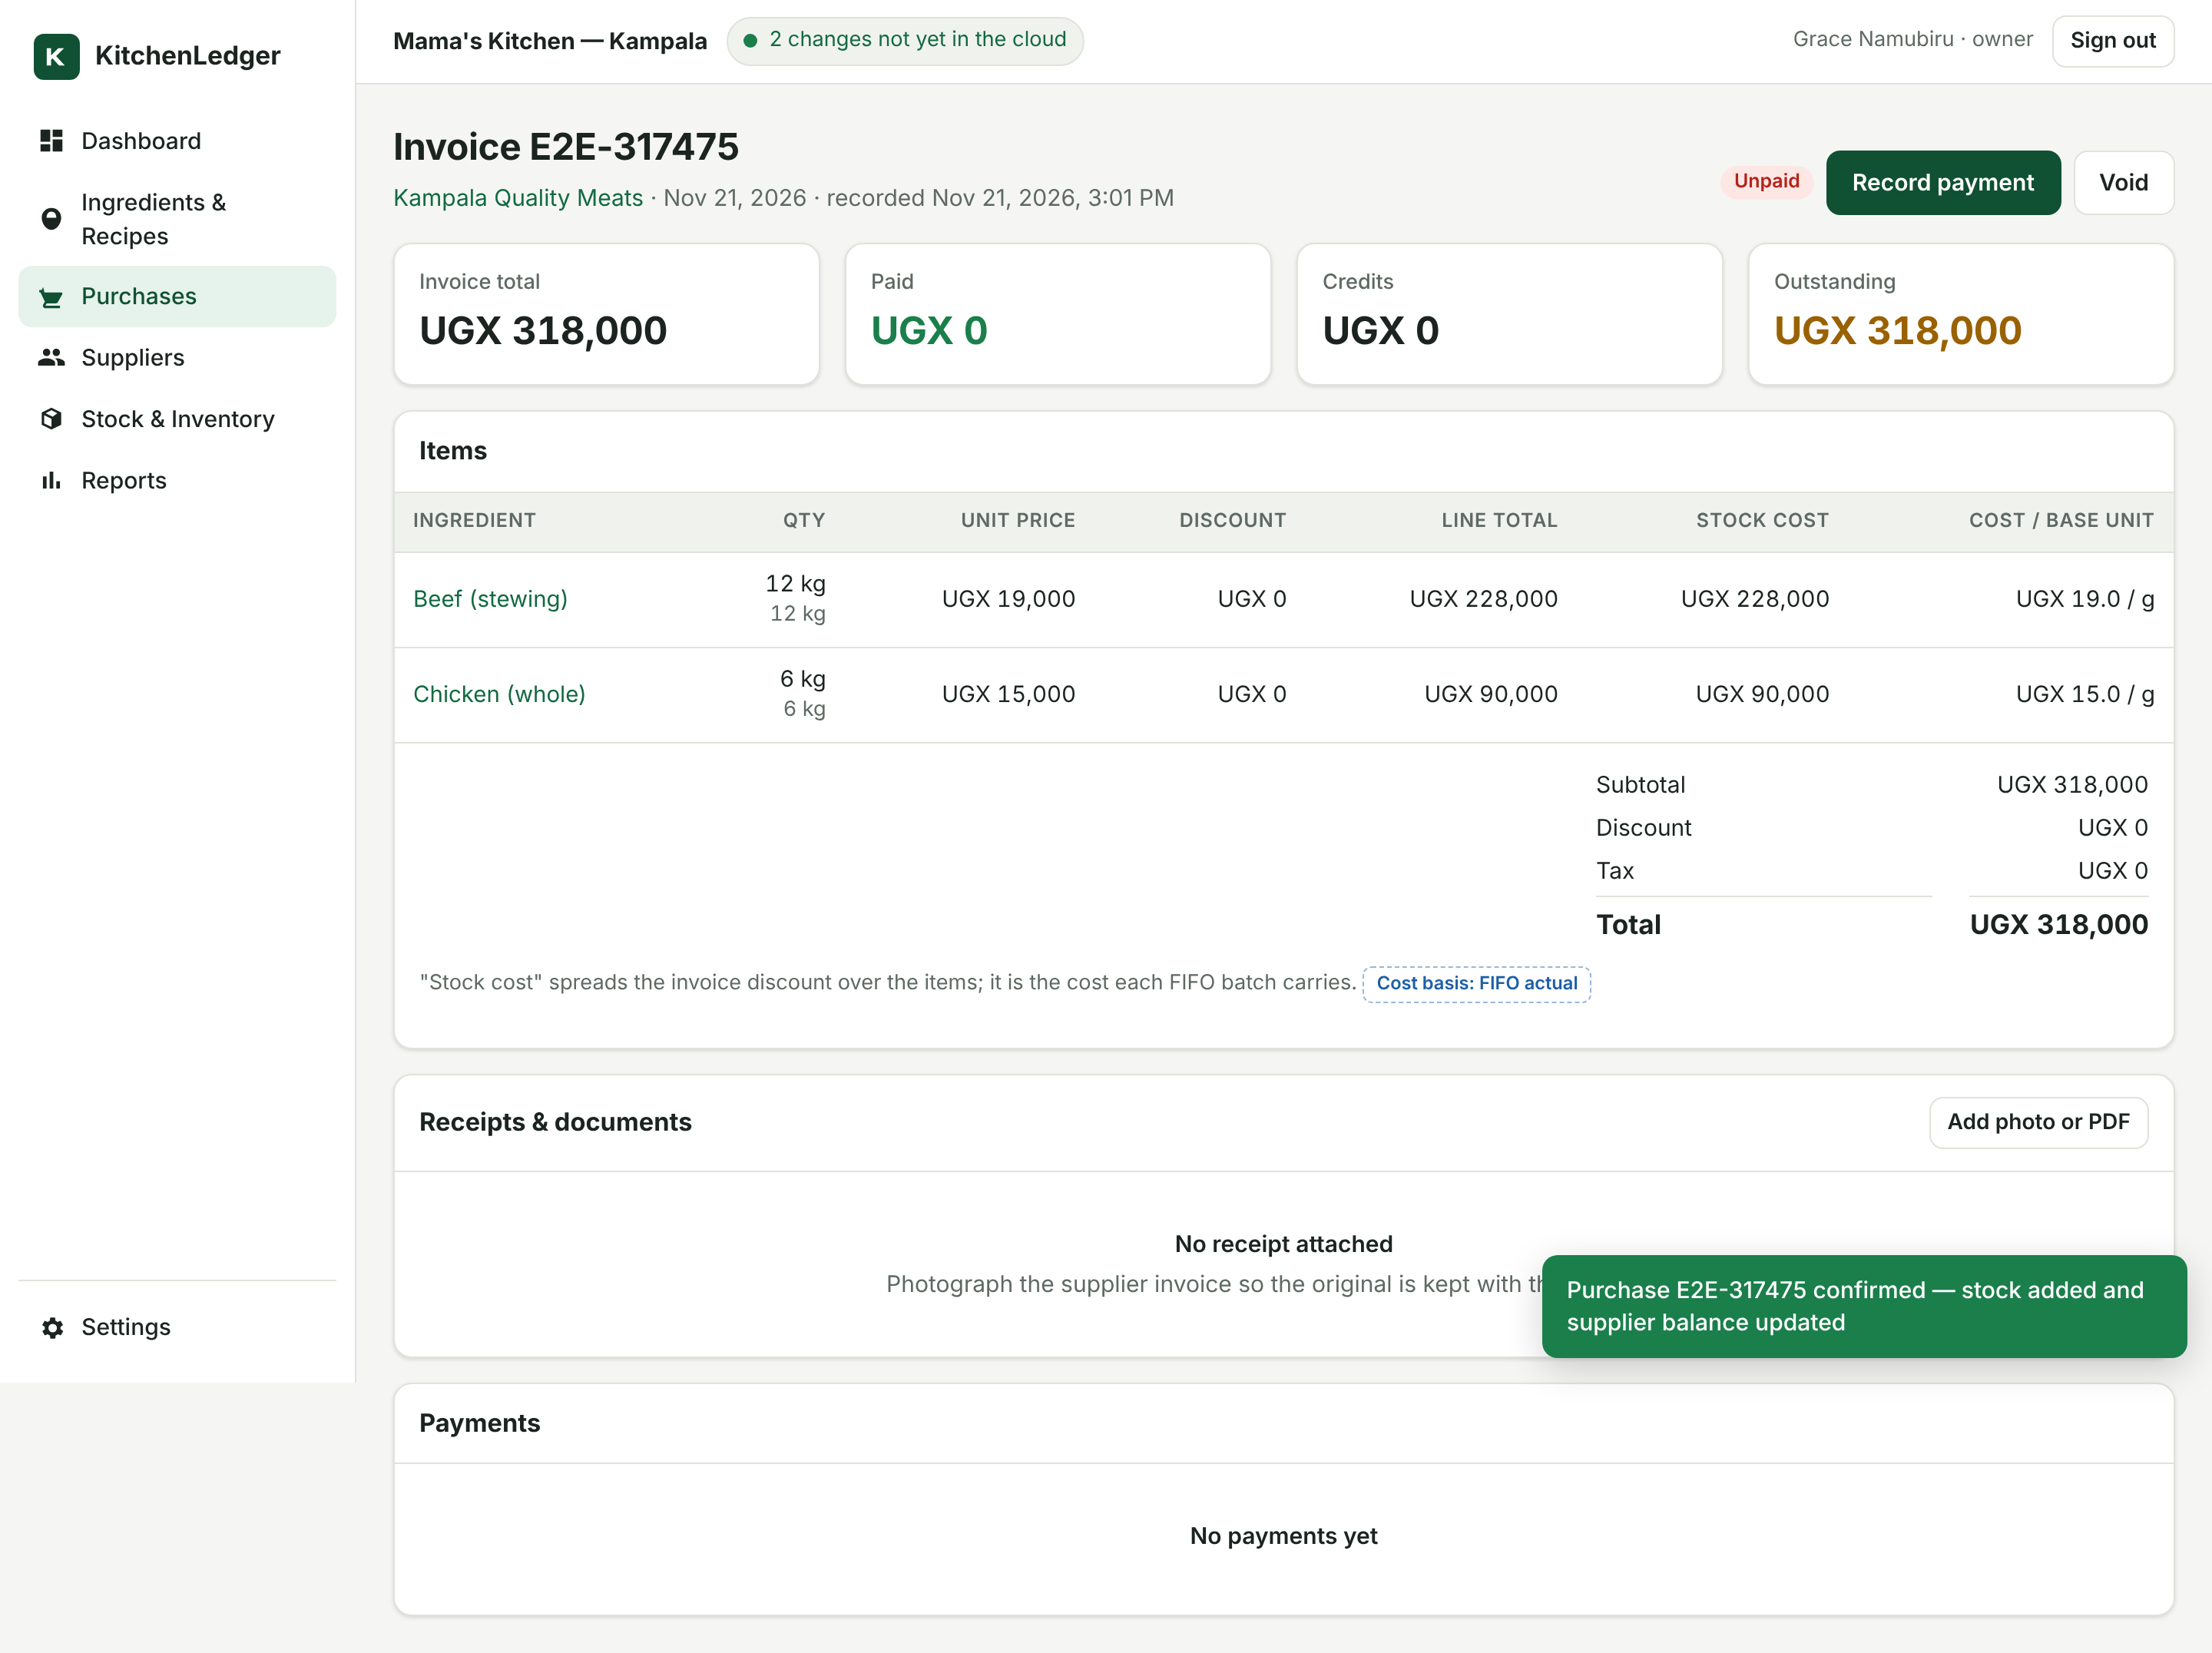 K KitchenLedger
Dashboard
Ingredients &
Recipes
Purchases
Suppliers
Stock & Inventory
Reports
Settings
Mama's Kitchen — Kampala
2 changes not yet in the cloud
Grace Namubiru · owner
Sign out
Invoice E2E-317475
Kampala Quality Meats · Nov 21, 2026 · recorded Nov 21, 2026, 3:01 PM
Unpaid
Record payment
Void
Invoice total
UGX 318,000
Paid
UGX 0
Credits
UGX 0
Outstanding
UGX 318,000
Items
INGREDIENT QTY UNIT PRICE DISCOUNT LINE TOTAL STOCK COST COST / BASE UNIT
Beef (stewing) 12 kg 12 kg UGX 19,000 UGX 0 UGX 228,000 UGX 228,000 UGX 19.0 / g
Chicken (whole) 6 kg 6 kg UGX 15,000 UGX 0 UGX 90,000 UGX 90,000 UGX 15.0 / g
Subtotal UGX 318,000
Discount UGX 0
Tax UGX 0
Total UGX 318,000
"Stock cost" spreads the invoice discount over the items; it is the cost each FIFO batch carries. Cost basis: FIFO actual
Receipts & documents
Add photo or PDF
No receipt attached
Photograph the supplier invoice so the original is kept with
Purchase E2E-317475 confirmed — stock added and
supplier balance updated
Payments
No payments yet